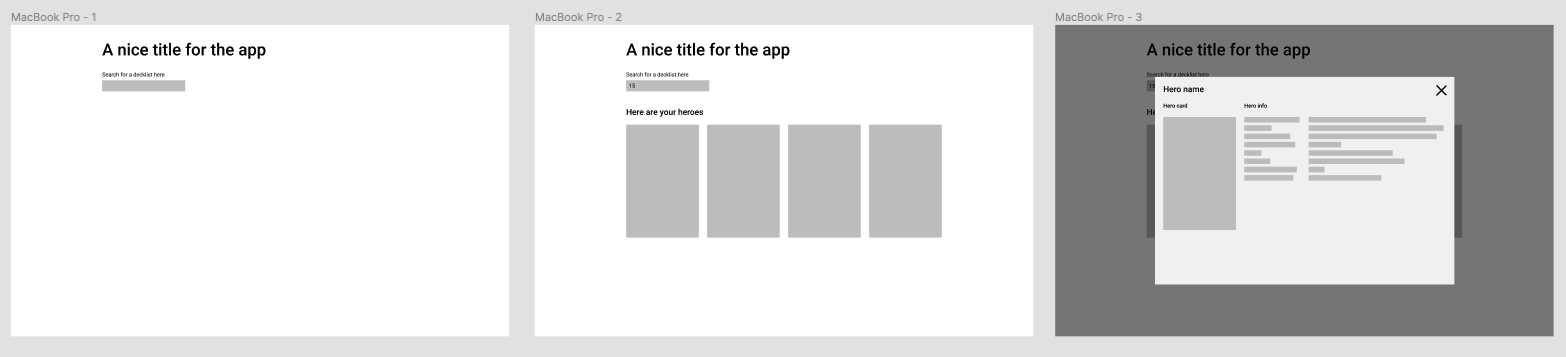 MacBook Pro - 1
A nice title for the app
Search for a decklist here
MacBook Pro - 2
A nice title for the app
Search for a decklist here
15
Here are your heroes
MacBook Pro - 3
A nice title for the app
Search for a decklist here
15
He
Hero name
Hero card
Hero info